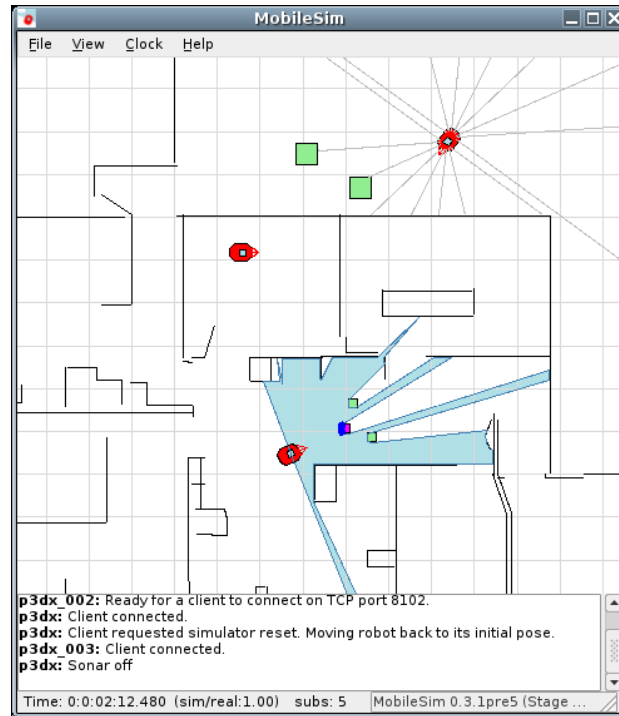 MobileSim
File View Clock Help
p3dx_002: Ready for a client to connect on TCP port 8102.
p3dx: Client connected.
p3dx: Client requested simulator reset. Moving robot back to its initial pose.
p3dx_003: Client connected.
p3dx: Sonar off
Time: 0:0:02:12.480 (sim/real:1.00) subs: 5 MobileSim 0.3.1pre5 (Stage ...